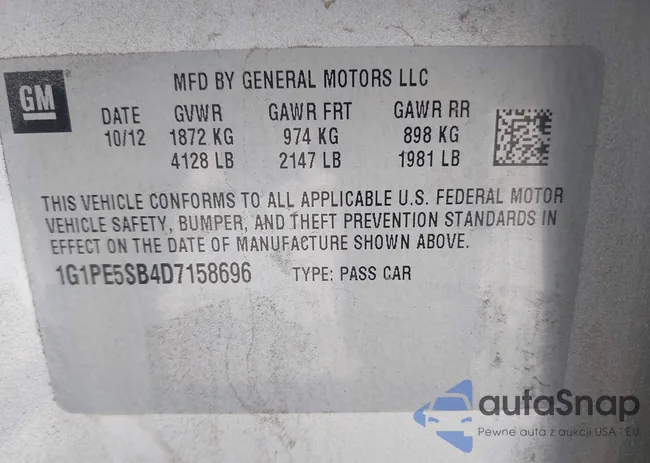 GM
MFD BY GENERAL MOTORS LLC
DATE GVWR GAWR FRT GAWR RR
10/12 1872 KG 974 KG 898 KG
4128 LB 2147 LB 1981 LB
THIS VEHICLE CONFORMS TO ALL APPLICABLE U.S. FEDERAL MOTOR
VEHICLE SAFETY, BUMPER, AND THEFT PREVENTION STANDARDS IN
EFFECT ON THE DATE OF MANUFACTURE SHOWN ABOVE.
1G1PE5SB4D7158696 TYPE: PASS CAR
autaSnap
Pewne auta z aukcji USA i EU